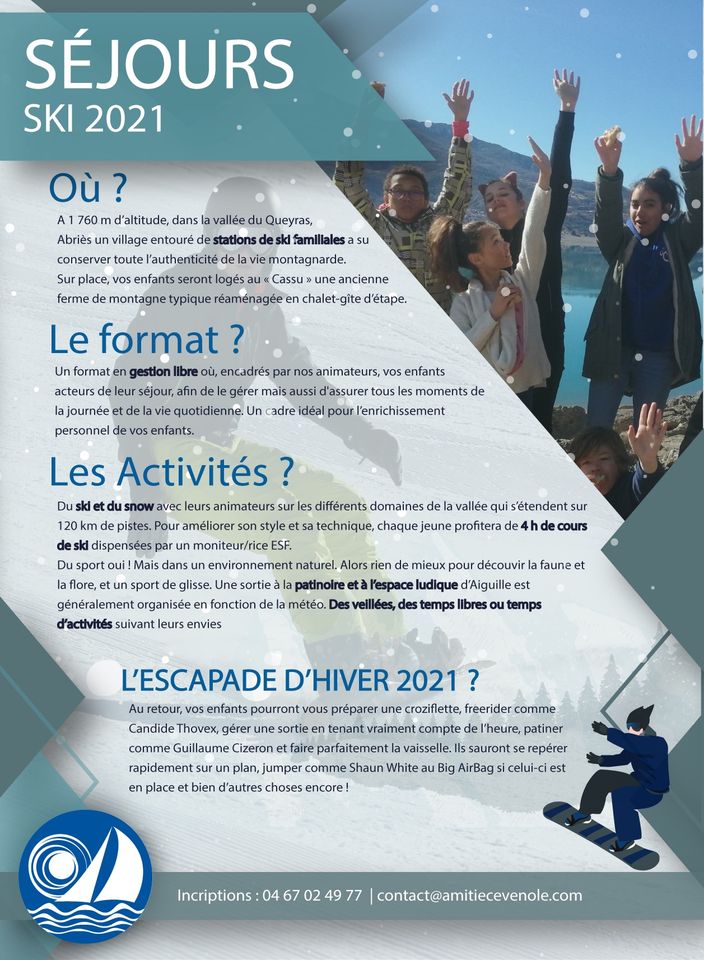 SÉJOURS
SKI 2021
Où ?
A 1 760 m d'altitude, dans la vallée du Queyras,
Abriès un village entouré de stations de ski familiales a su
conserver toute l'authenticité de la vie montagnarde.
Sur place, vos enfants seront logés au « Cassu » une ancienne
ferme de montagne typique réaménagée en chalet-gîte d'étape.
Le format ?
Un format en gestion libre où, encadrés par nos animateurs, vos enfants
acteurs de leur séjour, afin de le gérer mais aussi d'assurer tous les moments de
la journée et de la vie quotidienne. Un cadre idéal pour l'enrichissement
personnel de vos enfants.
Les Activités ?
Du ski et du snow avec leurs animateurs sur les différents domaines de la vallée qui s'étendent sur
120 km de pistes. Pour améliorer son style et sa technique, chaque jeune profitera de 4 h de cours
de ski dispensées par un moniteur/rice ESF.
Du sport oui ! Mais dans un environnement naturel. Alors rien de mieux pour découvir la faune et
la flore, et un sport de glisse. Une sortie à la patinoire et à l'espace ludique d'Aiguille est
généralement organisée en fonction de la météo. Des veillées, des temps libres ou temps
d'activités suivant leurs envies
L'ESCAPADE D'HIVER 2021 ?
Au retour, vos enfants pourront vous préparer une croziflette, freerider comme
Candide Thovex, gérer une sortie en tenant vraiment compte de l'heure, patiner
comme Guillaume Cizeron et faire parfaitement la vaisselle. Ils sauront se repérer
rapidement sur un plan, jumper comme Shaun White au Big AirBag si celui-ci est
en place et bien d'autres choses encore !
Incriptions : 04 67 02 49 77 | contact@amitiecevenole.com